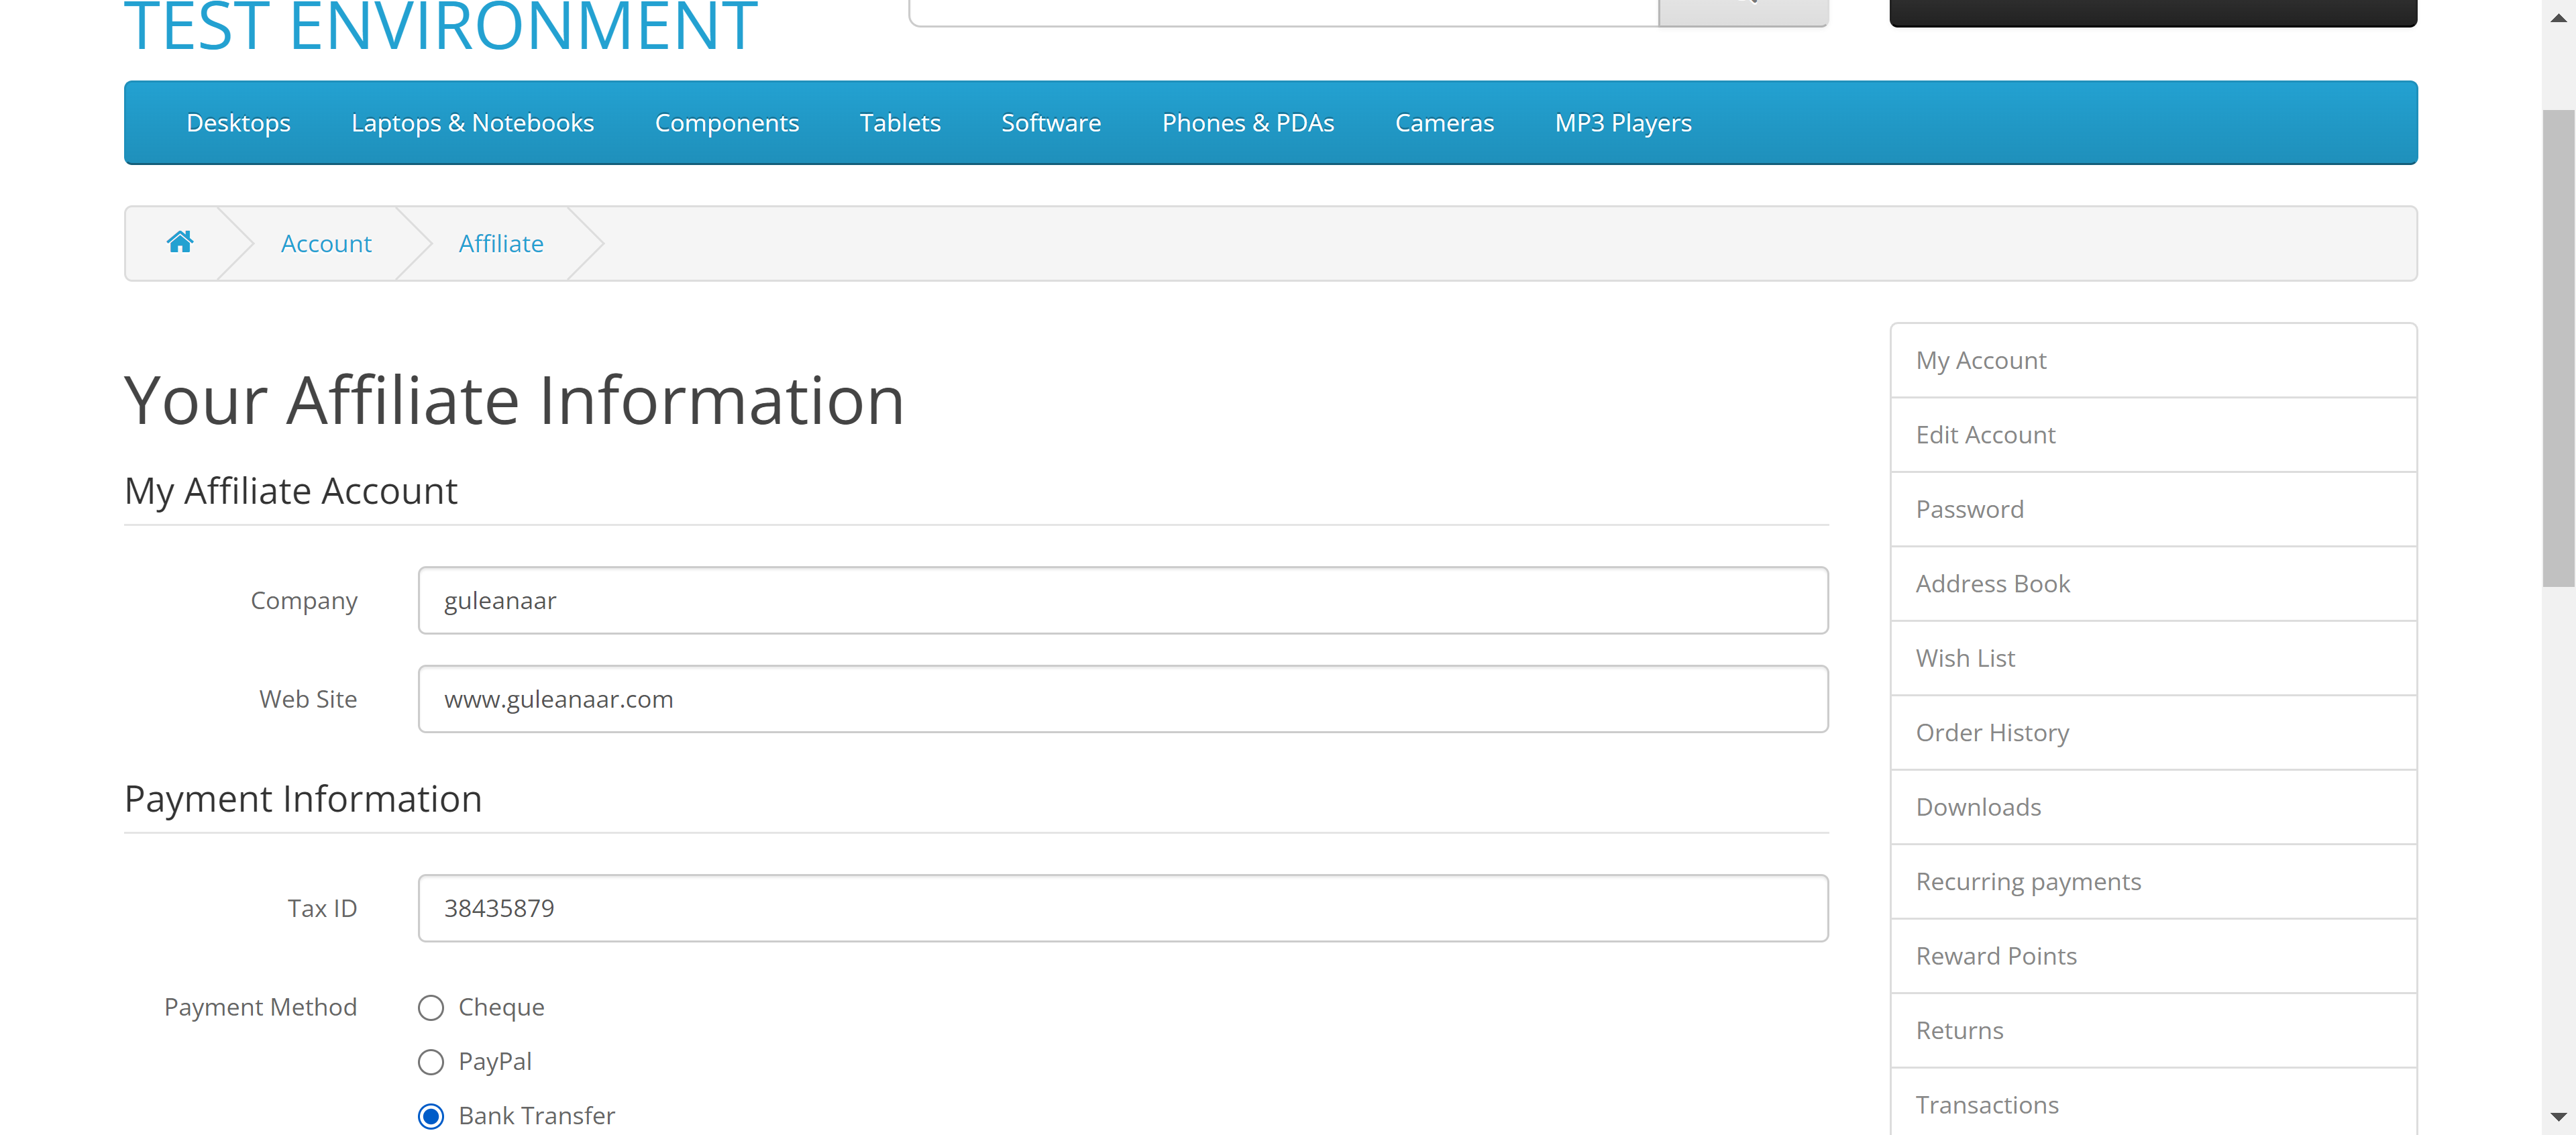 TEST ENVIRONMENT
Desktops Laptops & Notebooks Components Tablets Software Phones & PDAs Cameras MP3 Players
Account Affiliate
Your Affiliate Information
My Affiliate Account
Company guleanaar
Web Site www.guleanaar.com
Payment Information
Tax ID 38435879
Payment Method Cheque
PayPal
Bank Transfer
My Account
Edit Account
Password
Address Book
Wish List
Order History
Downloads
Recurring payments
Reward Points
Returns
Transactions